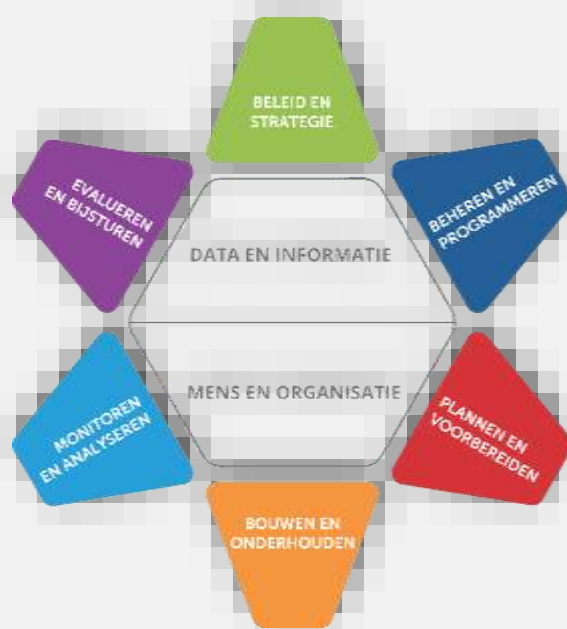 BELEID EN
STRATEGIE
BEHEREN EN
PROGRAMMEREN
PLANNEN EN
VOORBEREIDEN
BOUWEN EN
ONDERHOUDEN
MONITOREN
EN ANALYSEREN
EVALUEREN
EN BIJSTUREN
DATA EN INFORMATIE
MENS EN ORGANISATIE